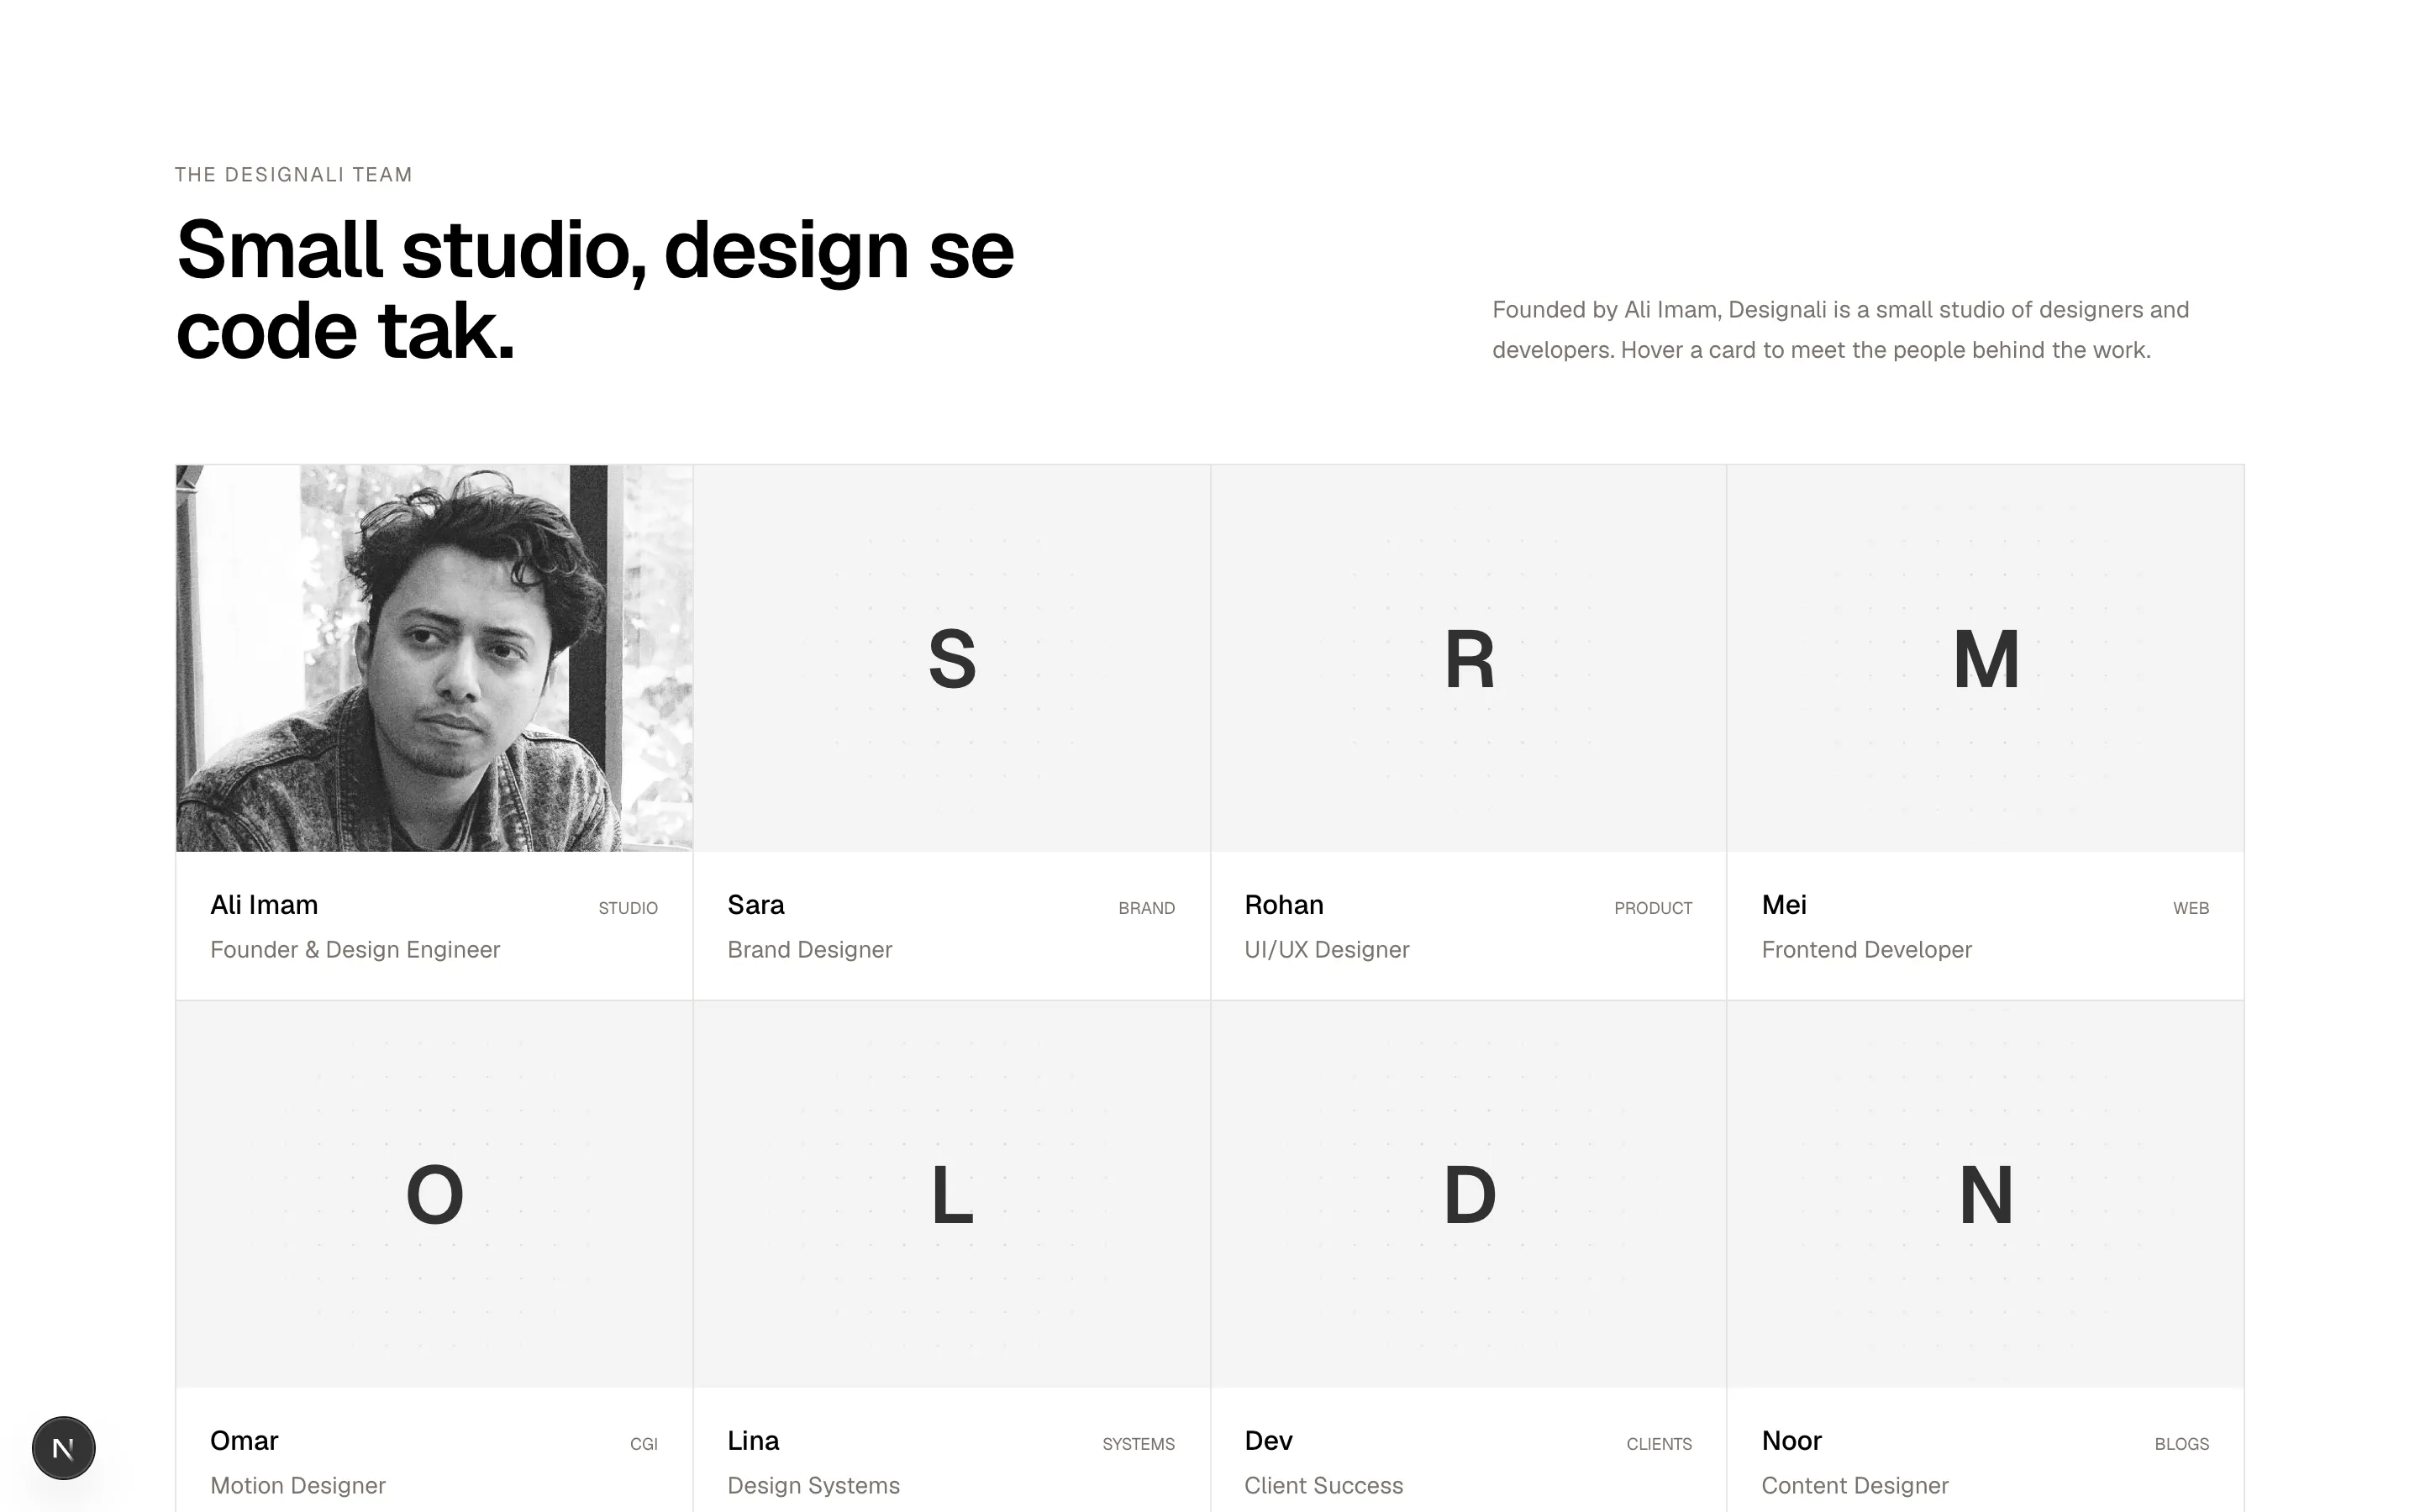 THE DESIGNALI TEAM
Small studio, design se
code tak.
Founded by Ali Imam, Designali is a small studio of designers and
developers. Hover a card to meet the people behind the work.
S
R
M
Ali Imam
STUDIO
Founder & Design Engineer
Sara
BRAND
Brand Designer
Rohan
PRODUCT
UI/UX Designer
Mei
WEB
Frontend Developer
O
L
D
N
Omar
CGI
Motion Designer
Lina
SYSTEMS
Design Systems
Dev
CLIENTS
Client Success
Noor
BLOGS
Content Designer
N